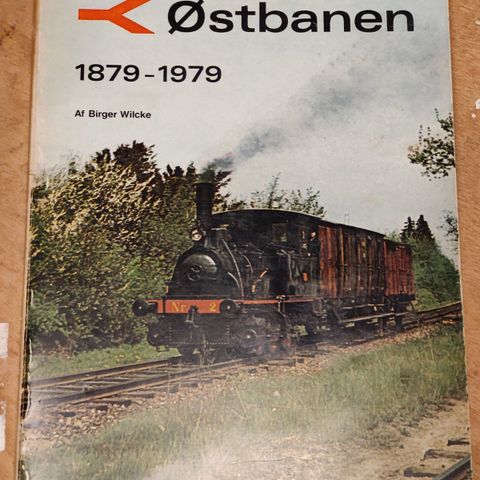 Østbanen
1879-1979
Af Birger Wilcke
Nr 2